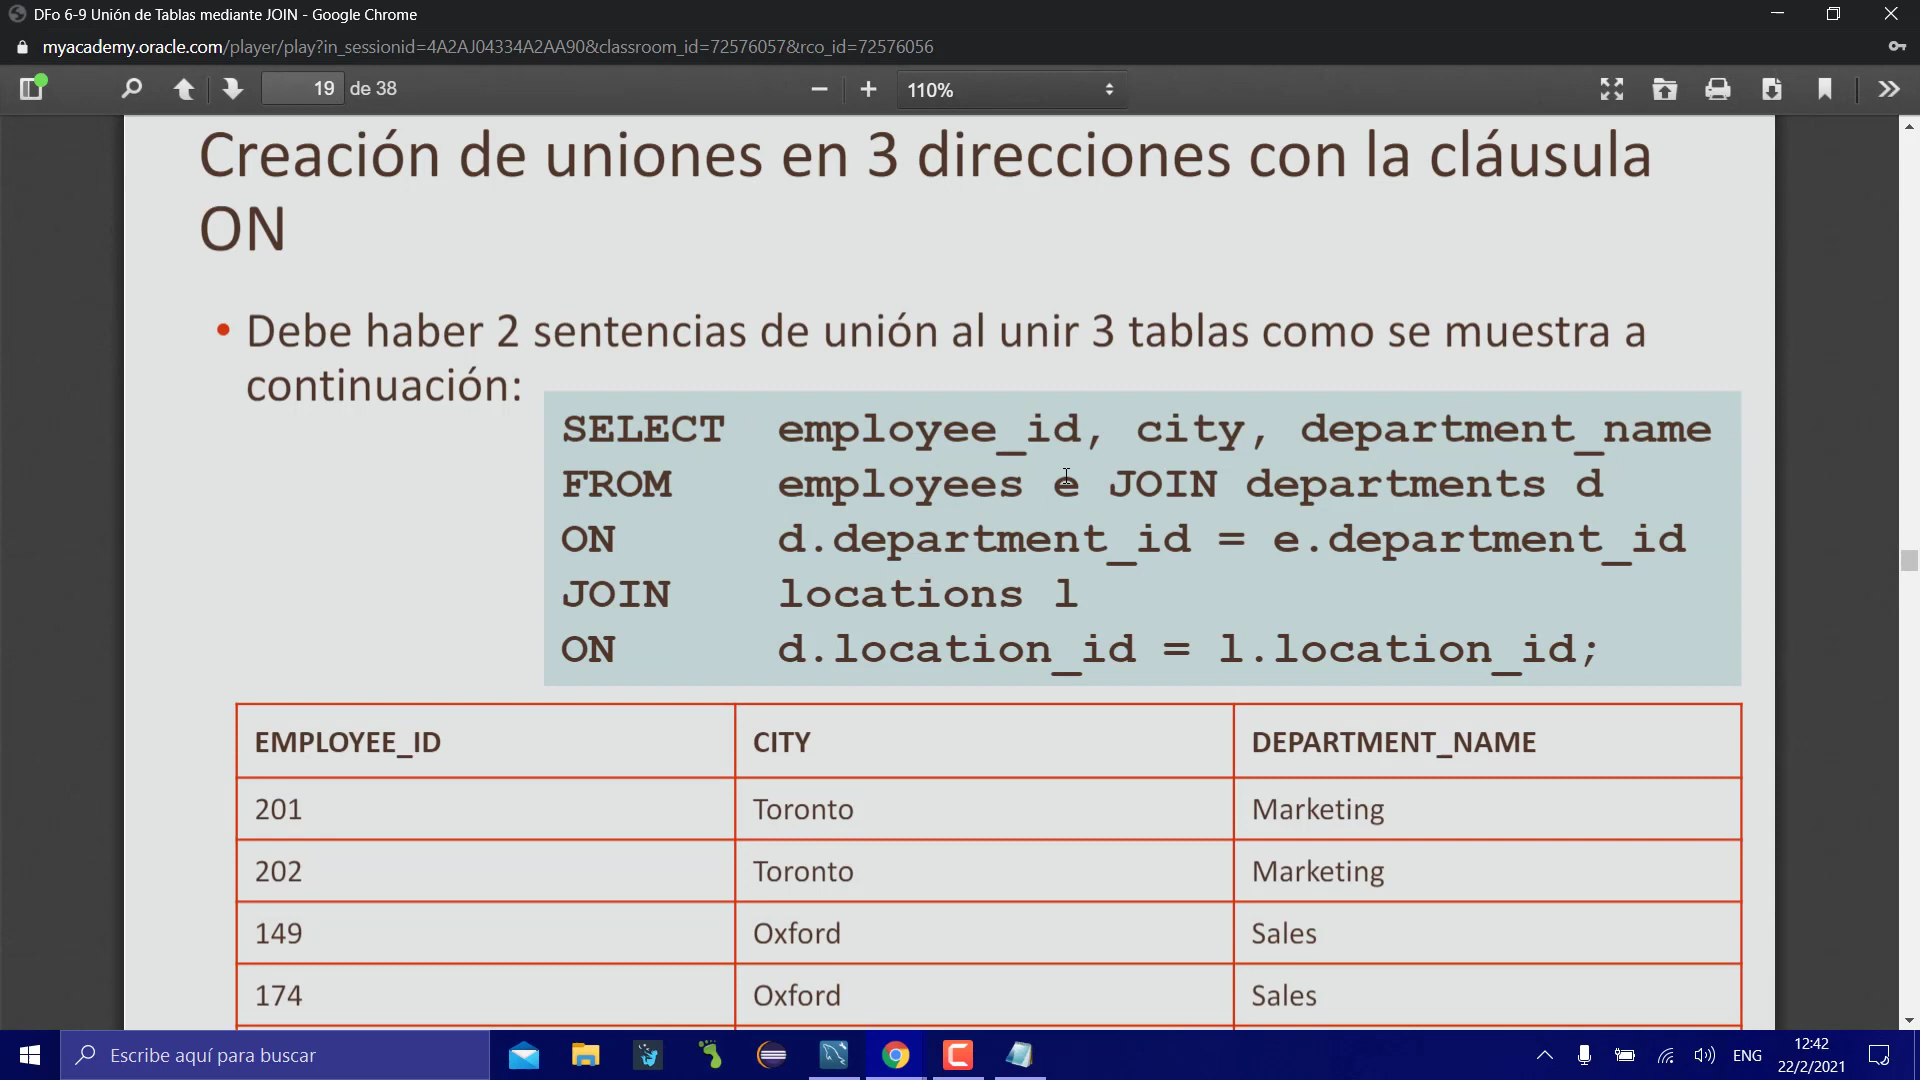 DFo 6-9 Unión de Tablas mediante JOIN - Google Chrome
myacademy.oracle.com/player/play?in_sessionid=4A2AJ04334A2AA90&classroom_id=72576057&rco_id=72576056
19 de 38
110%
Creación de uniones en 3 direcciones con la cláusula
ON
• Debe haber 2 sentencias de unión al unir 3 tablas como se muestra a
continuación:
SELECT employee_id, city, department_name
FROM employees e JOIN departments d
ON d.department_id = e.department_id
JOIN locations l
ON d.location_id = l.location_id;
EMPLOYEE_ID CITY DEPARTMENT_NAME
201 Toronto Marketing
202 Toronto Marketing
149 Oxford Sales
174 Oxford Sales
Escribe aquí para buscar
ENG
12:42
22/2/2021